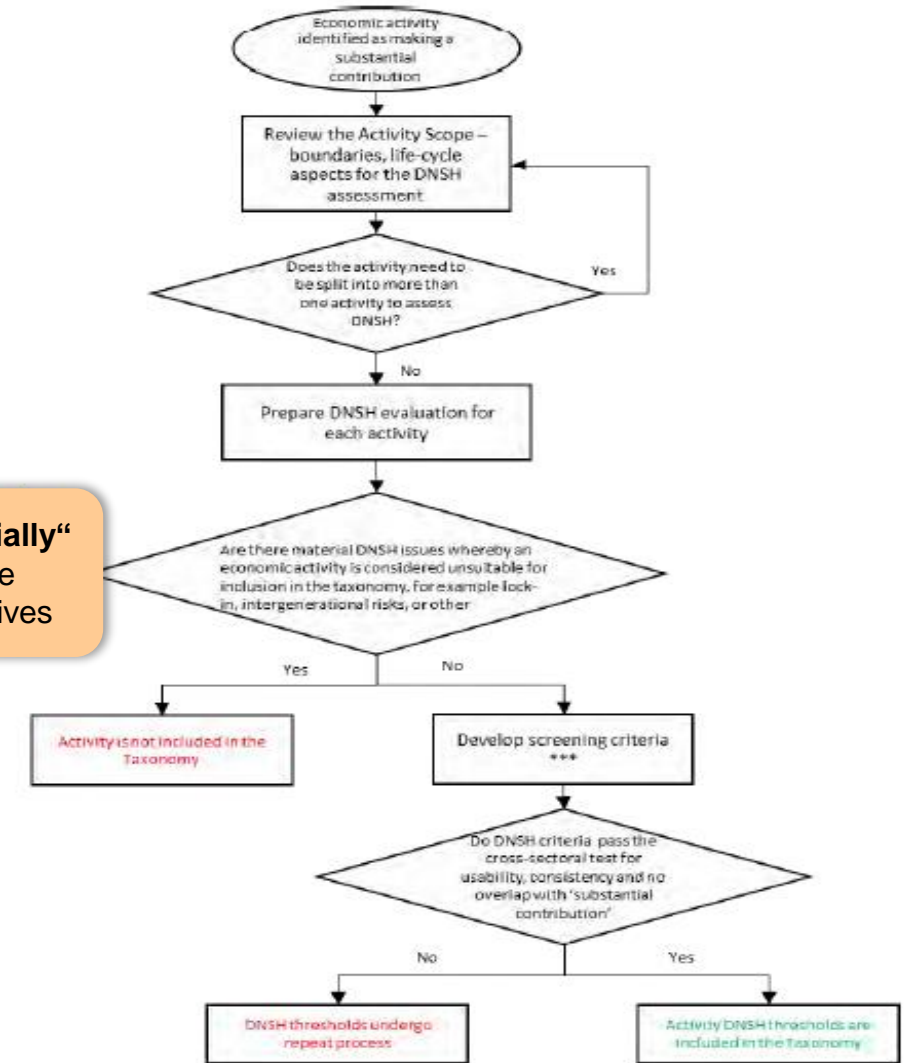 Economic activity
identified as making a
substantial
contribution
Review the Activity Scope –
boundaries, life-cycle
aspects for the DNSH
assessment
Does the activity need to
be split into more than
one activity to assess
DNSH?
Yes
No
Prepare DNSH evaluation for
each activity
ially“
e
ives
Are there material DNSH issues whereby an
economic activity is considered unsuitable for
inclusion in the taxonomy, for example lock-
in, intergenerational risks, or other
Yes
No
Activity is not included in the
Taxonomy
Develop screening criteria
***
Do DNSH criteria pass the
cross-sectoral test for
usability, consistency and no
overlap with ‘substantial
contribution’
No
Yes
DNSH thresholds undergo
repeat process
Activity DNSH thresholds are
included in the Taxonomy